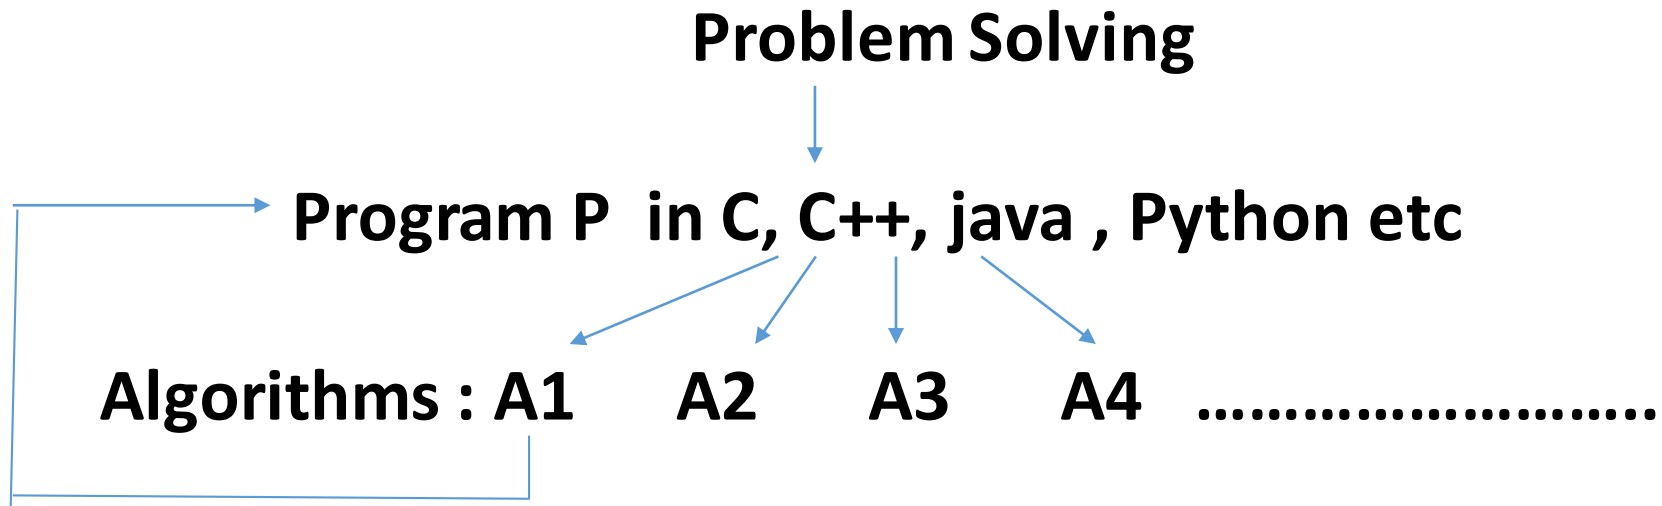 Problem Solving
Program P in C, C++, java , Python etc
Algorithms : A1 A2 A3 A4 ............................